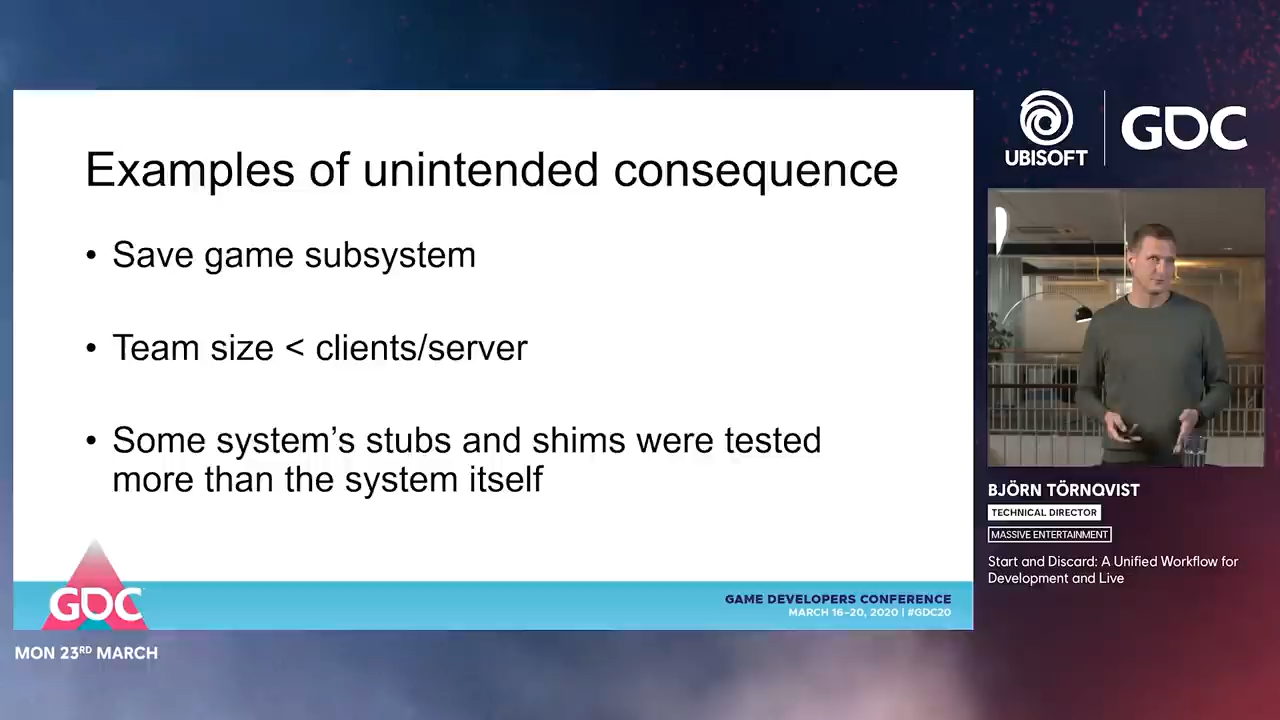 Examples of unintended consequence
• Save game subsystem
• Team size < clients/server
• Some system's stubs and shims were tested
more than the system itself
GDC
GAME DEVELOPERS CONFERENCE
MARCH 16-20, 2020 | #GDC20
MON 23RD MARCH
UBISOFT
GDC
BJÖRN TÖRNQVIST
TECHNICAL DIRECTOR
MASSIVE ENTERTAINMENT
Start and Discard: A Unified Workflow for
Development and Live